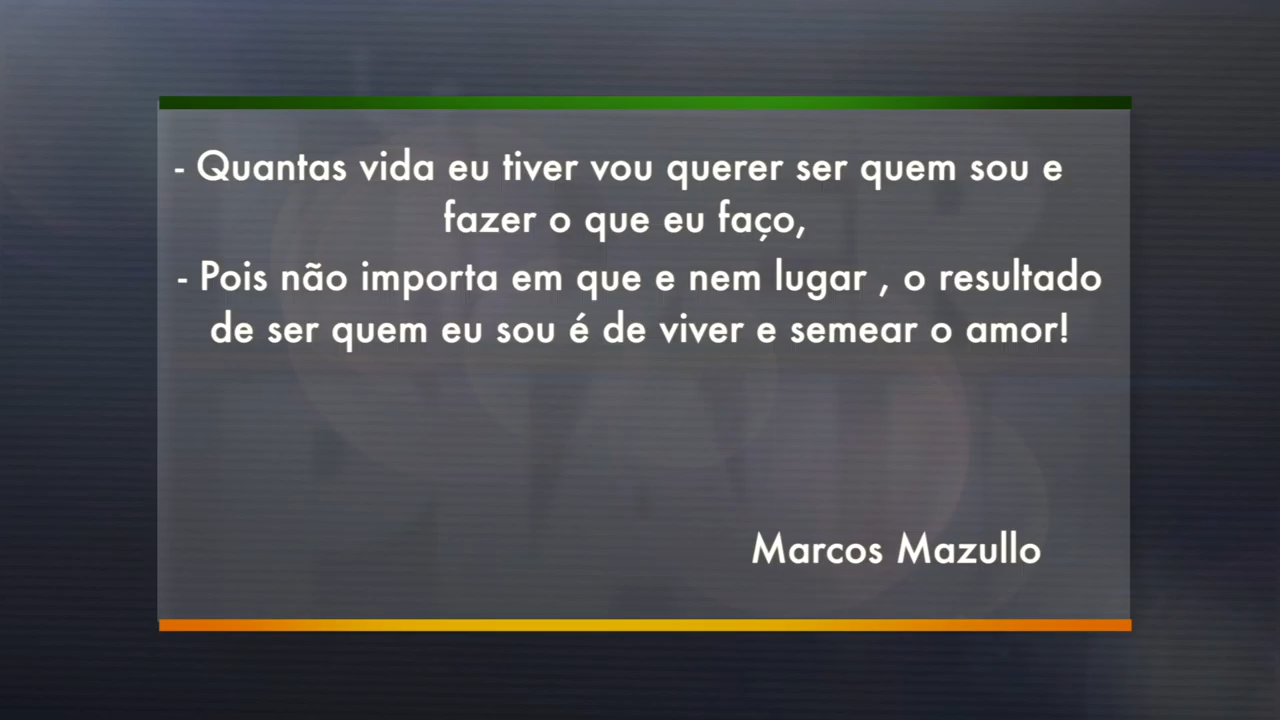 - Quantas vida eu tiver vou querer ser quem sou e
fazer o que eu faço,
- Pois não importa em que e nem lugar , o resultado
de ser quem eu sou é de viver e semear o amor!
Marcos Mazullo